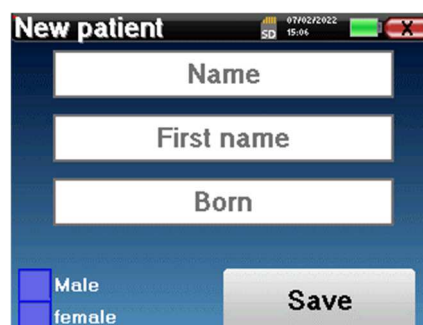 New patient
SD
07/02/2022
15:06
X
Name
First name
Born
Male
female
Save